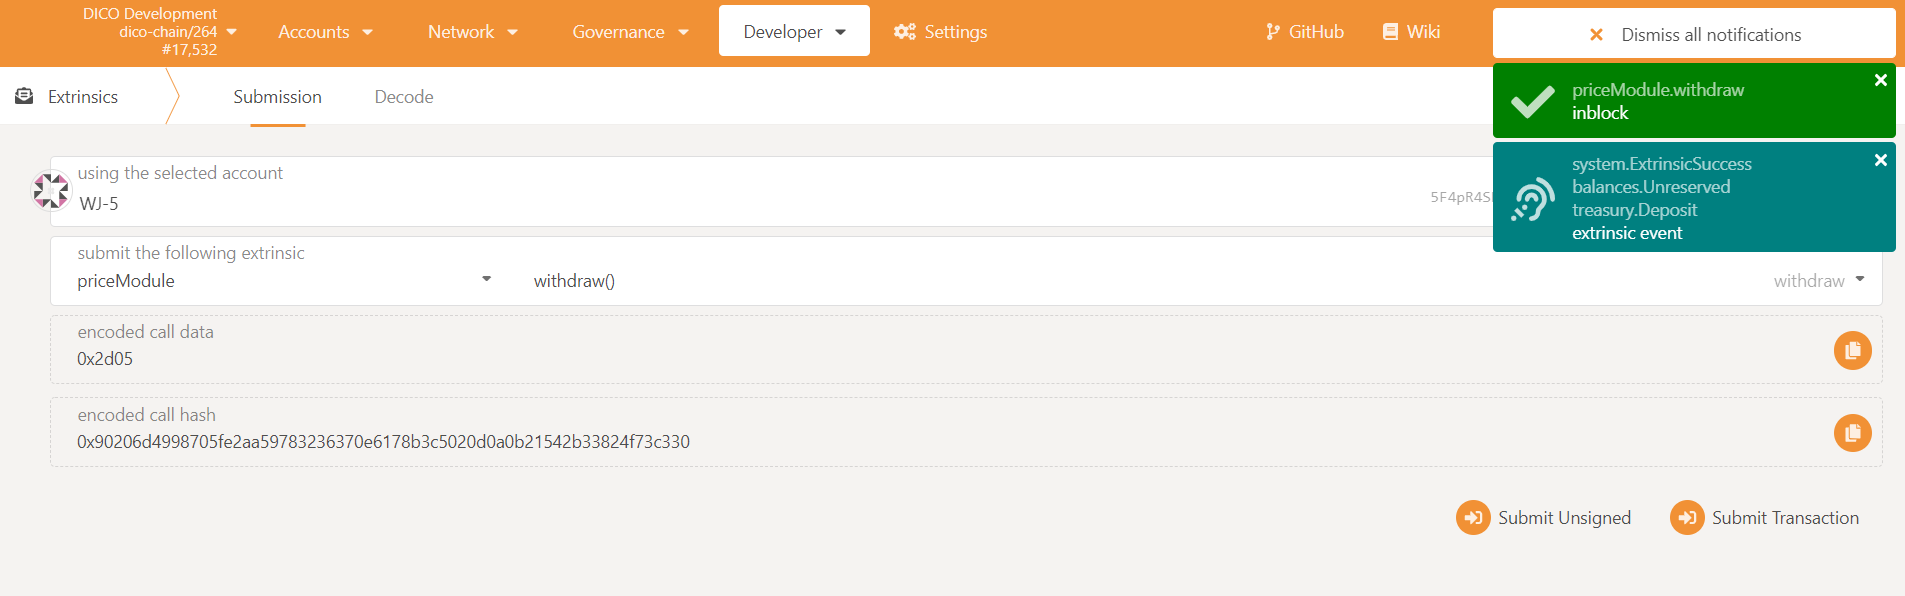 DICO Development
dico-chain/264
#17,532
Accounts
Network
Governance
Developer
Settings
GitHub
Wiki
Dismiss all notifications
Extrinsics
Submission
Decode
priceModule.withdraw
inblock
system.ExtrinsicSuccess
balances.Unreserved
treasury.Deposit
extrinsic event
using the selected account
WJ-5
submit the following extrinsic
priceModule
withdraw()
withdraw
encoded call data
0x2d05
encoded call hash
0x90206d4998705fe2aa59783236370e6178b3c5020d0a0b21542b33824f73c330
Submit Unsigned
Submit Transaction